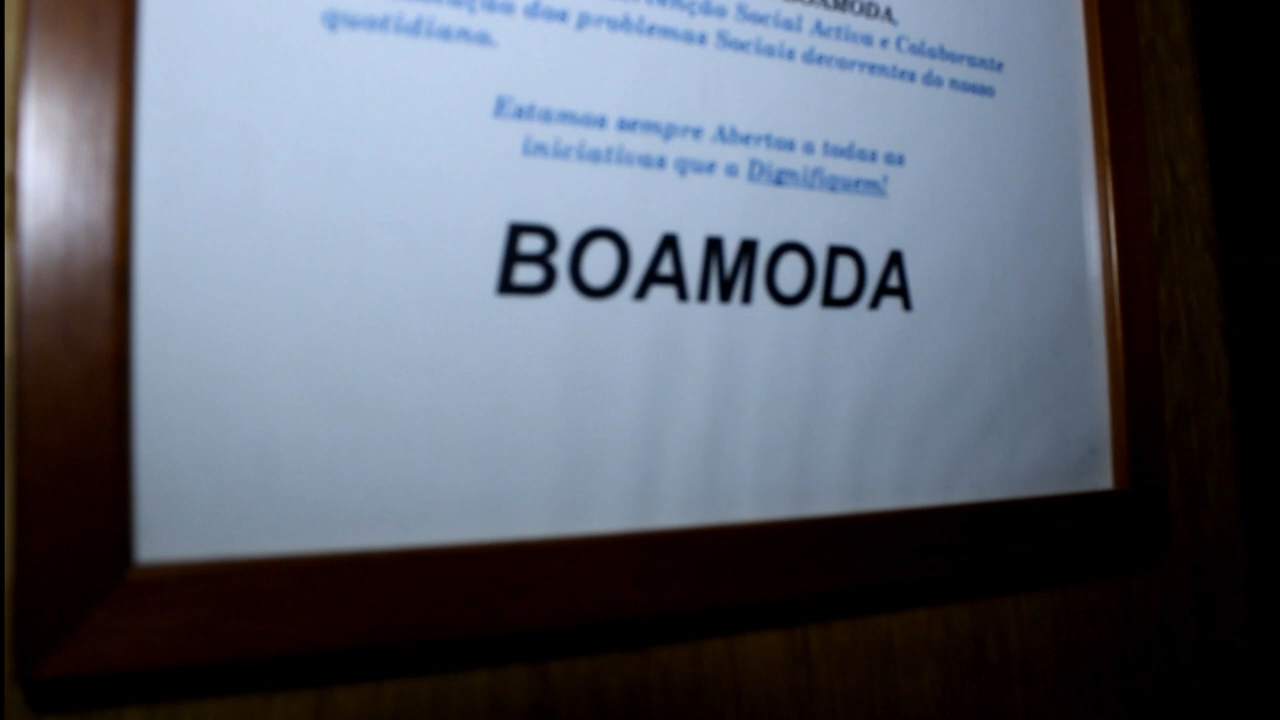 BOAMODA,
Social Activa e Colaborante
dos problemas Sociais decorrentes do nosso
quotidiano.
Estamos sempre Abertos a todas as
iniciativas que a Dignifiquem!
BOAMODA